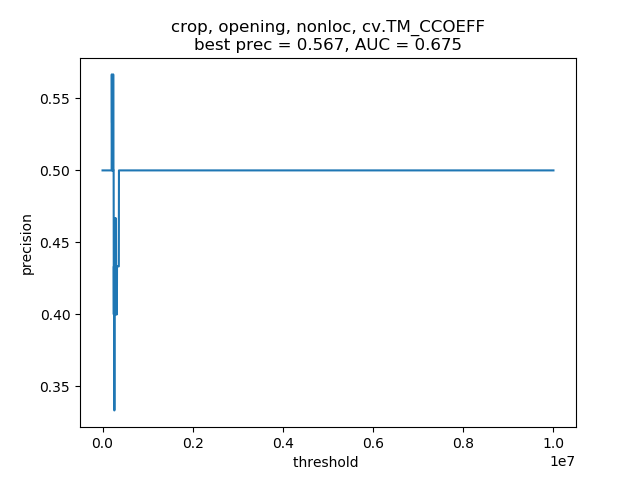 crop, opening, nonloc, cv.TM_CCOEFF
best prec = 0.567, AUC = 0.675
precision
0.55
0.50
0.45
0.40
0.35
0.0 0.2 0.4 0.6 0.8 1.0
1e7
threshold